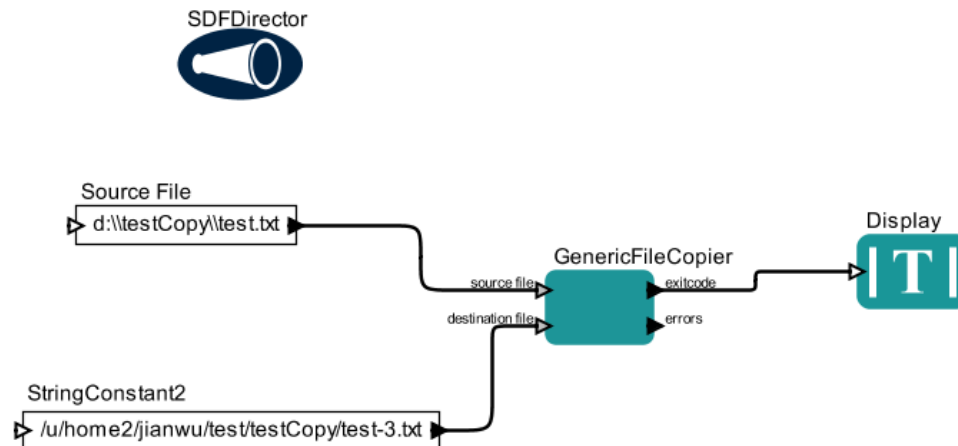 SDFDirector
Source File
d:\\testCopy\\test.txt
Display
GenericFileCopier
T
source file
exitcode
destination file
errors
StringConstant2
/u/home2/jianwu/test/testCopy/test-3.txt